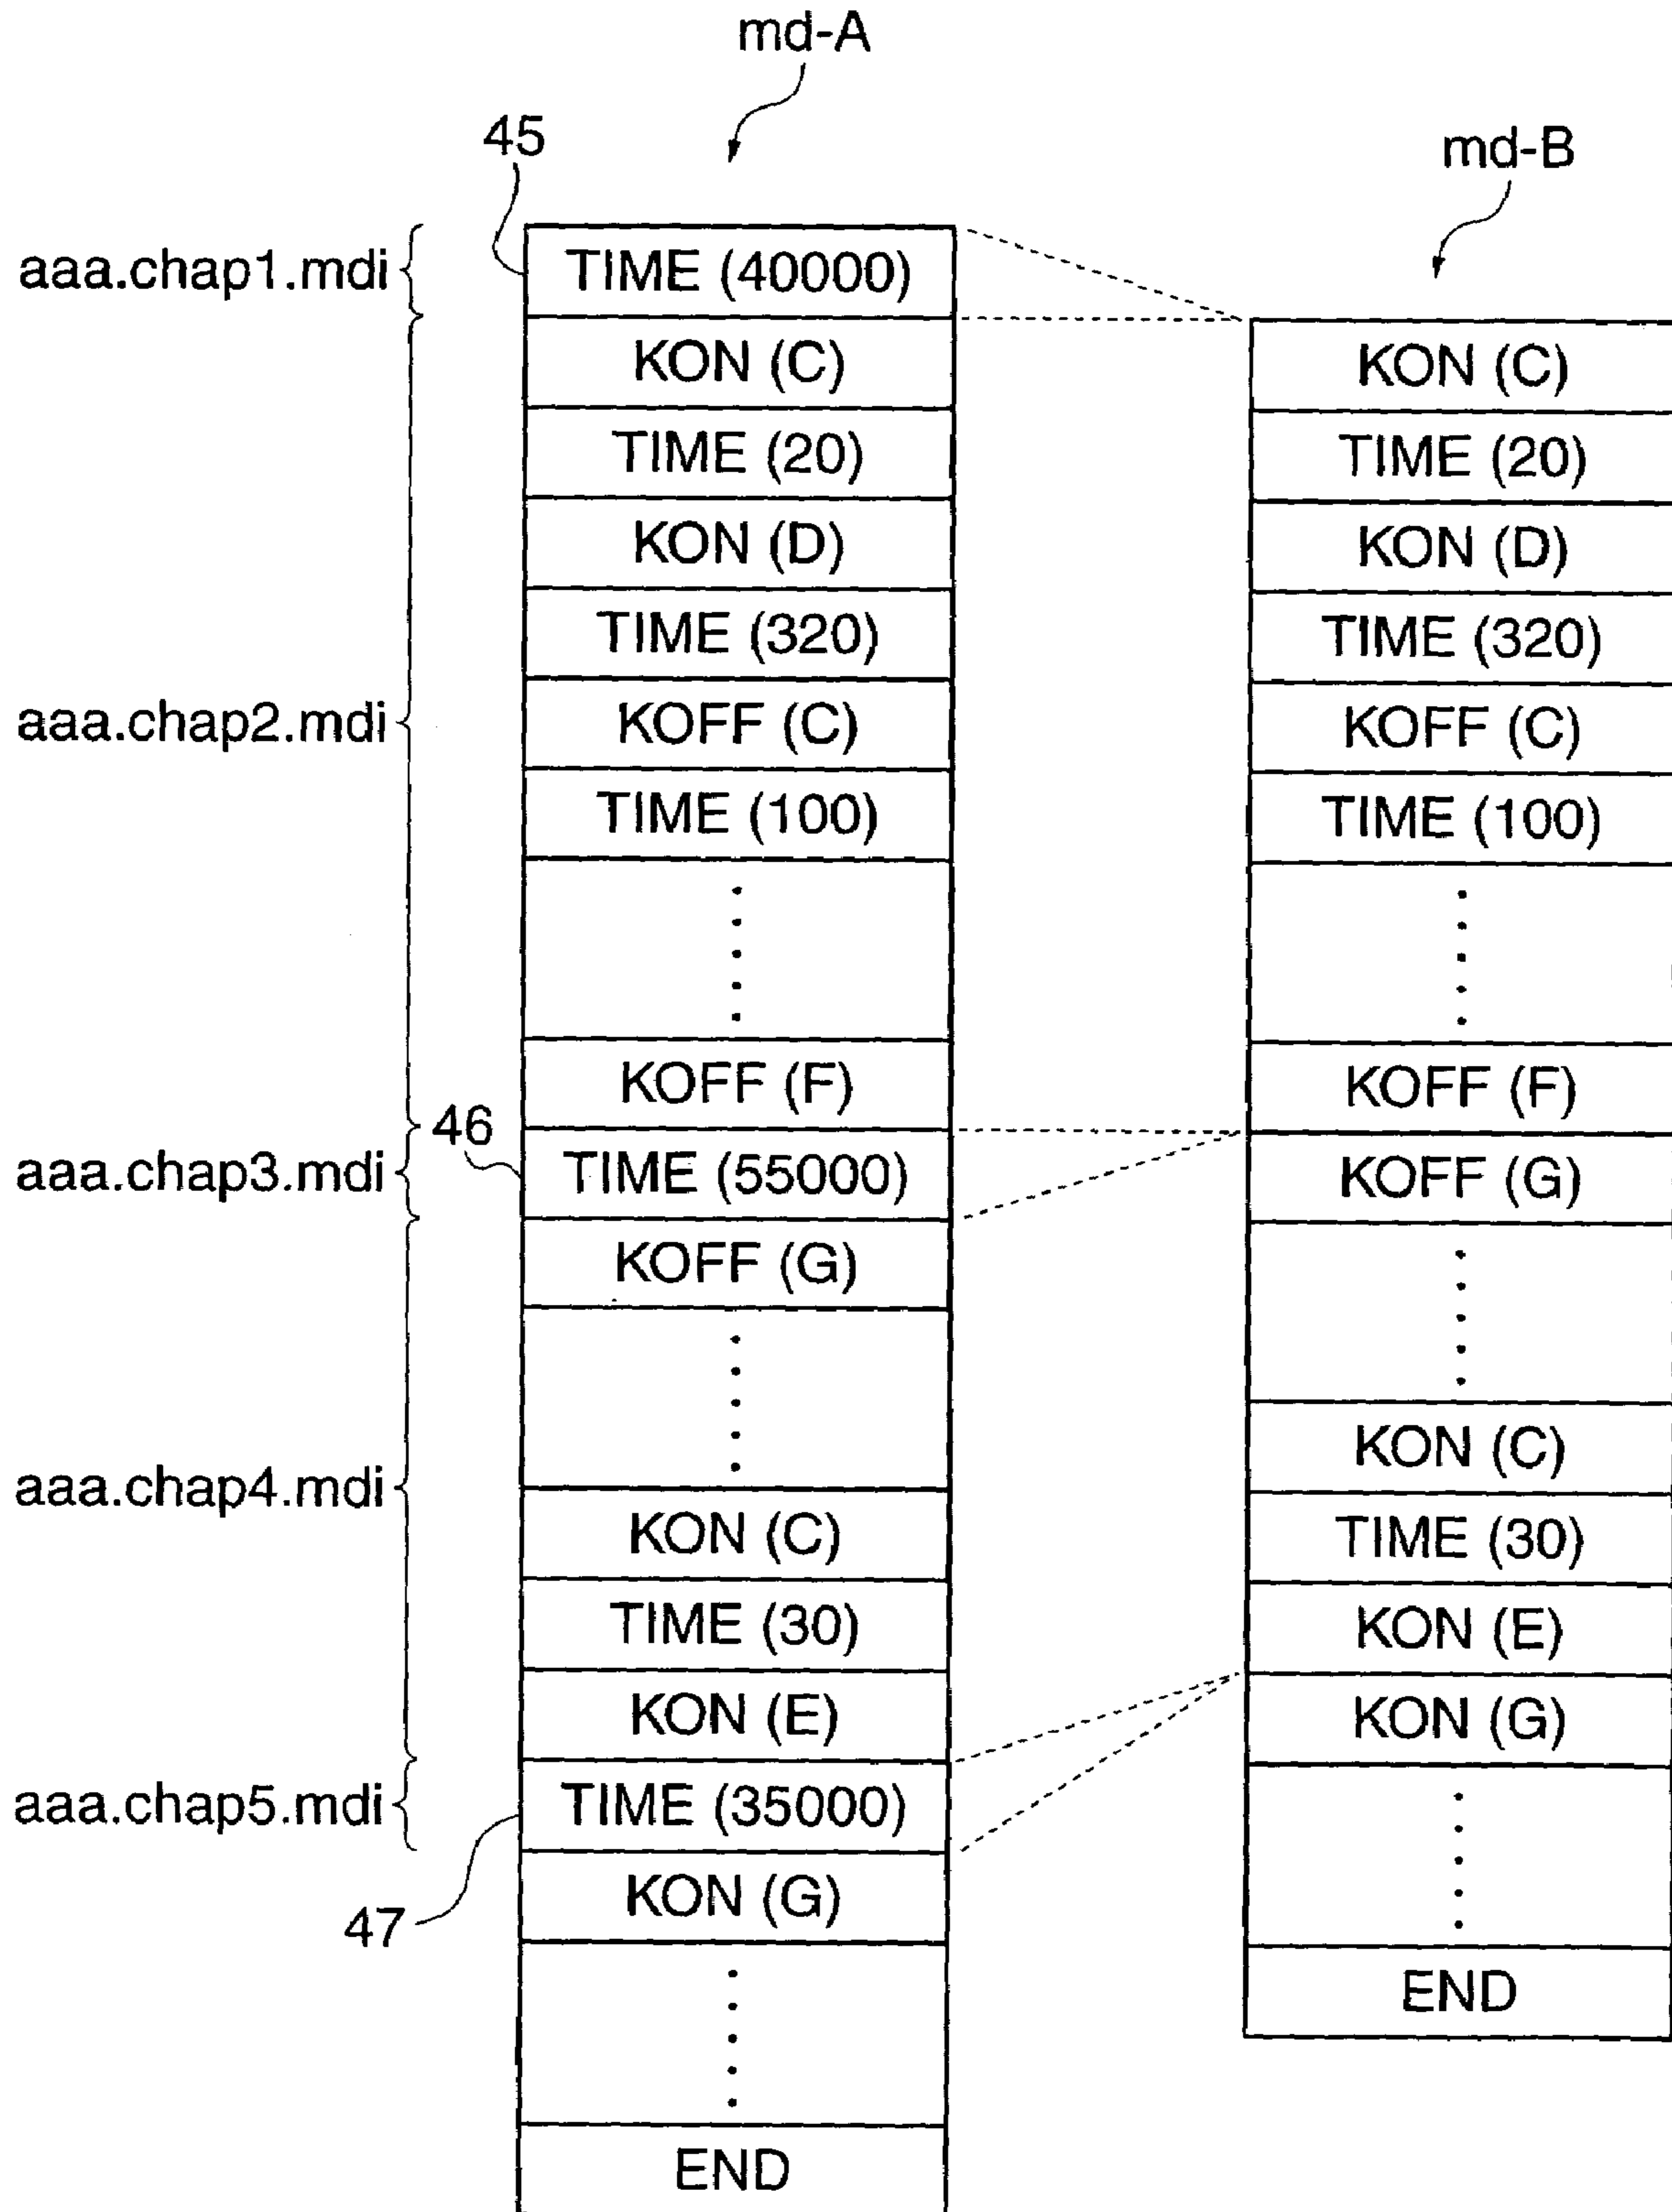 md-A
45
aaa.chap1.mdi
TIME (40000)
KON (C)
TIME (20)
KON (D)
TIME (320)
aaa.chap2.mdi
KOFF (C)
TIME (100)
KOFF (F)
46
aaa.chap3.mdi
TIME (55000)
KOFF (G)
aaa.chap4.mdi
KON (C)
TIME (30)
KON (E)
aaa.chap5.mdi
TIME (35000)
KON (G)
47
END
md-B
KON (C)
TIME (20)
KON (D)
TIME (320)
KOFF (C)
TIME (100)
KOFF (F)
KOFF (G)
KON (C)
TIME (30)
KON (E)
KON (G)
END